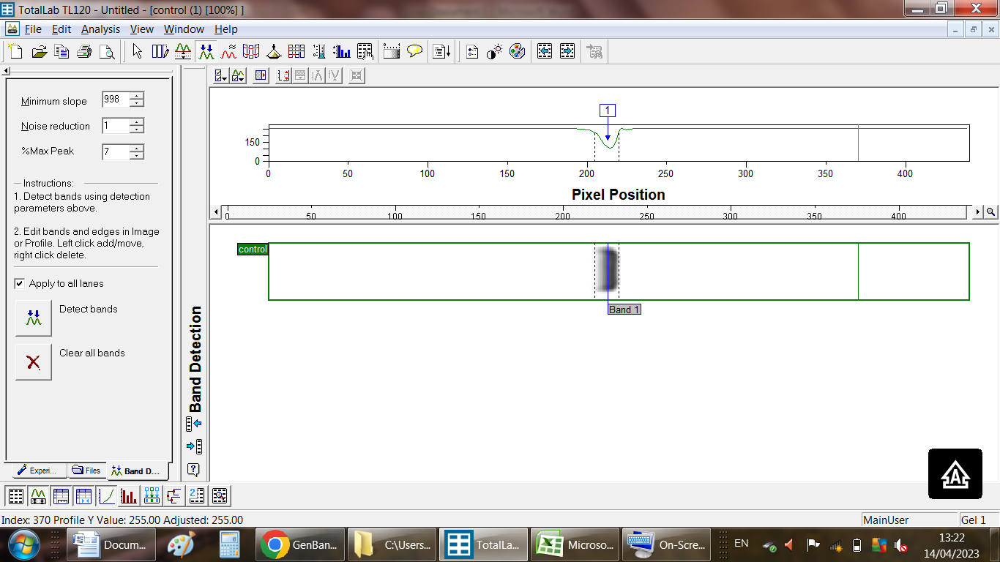 TotalLab TL120 - Untitled - [control (1) [100%] ]
File Edit Analysis View Window Help
Minimum slope 998
Noise reduction 1
%Max Peak 7
Instructions:
1. Detect bands using detection
parameters above.
2. Edit bands and edges in Image
or Profile. Left click add/move,
right click delete.
Apply to all lanes
Detect bands
Clear all bands
Experi... Files Band D...
Band Detection
1
150
0
0 50 100 150 200 250 300 350 400
Pixel Position
0 50 100 150 200 250 300 350 400
control
Band 1
A
Index: 370 Profile Y Value: 255.00 Adjusted: 255.00 MainUser Gel 1
Docum... GenBan... C:\Users... TotalLa... Microso... On-Scre... EN 13:22
14/04/2023